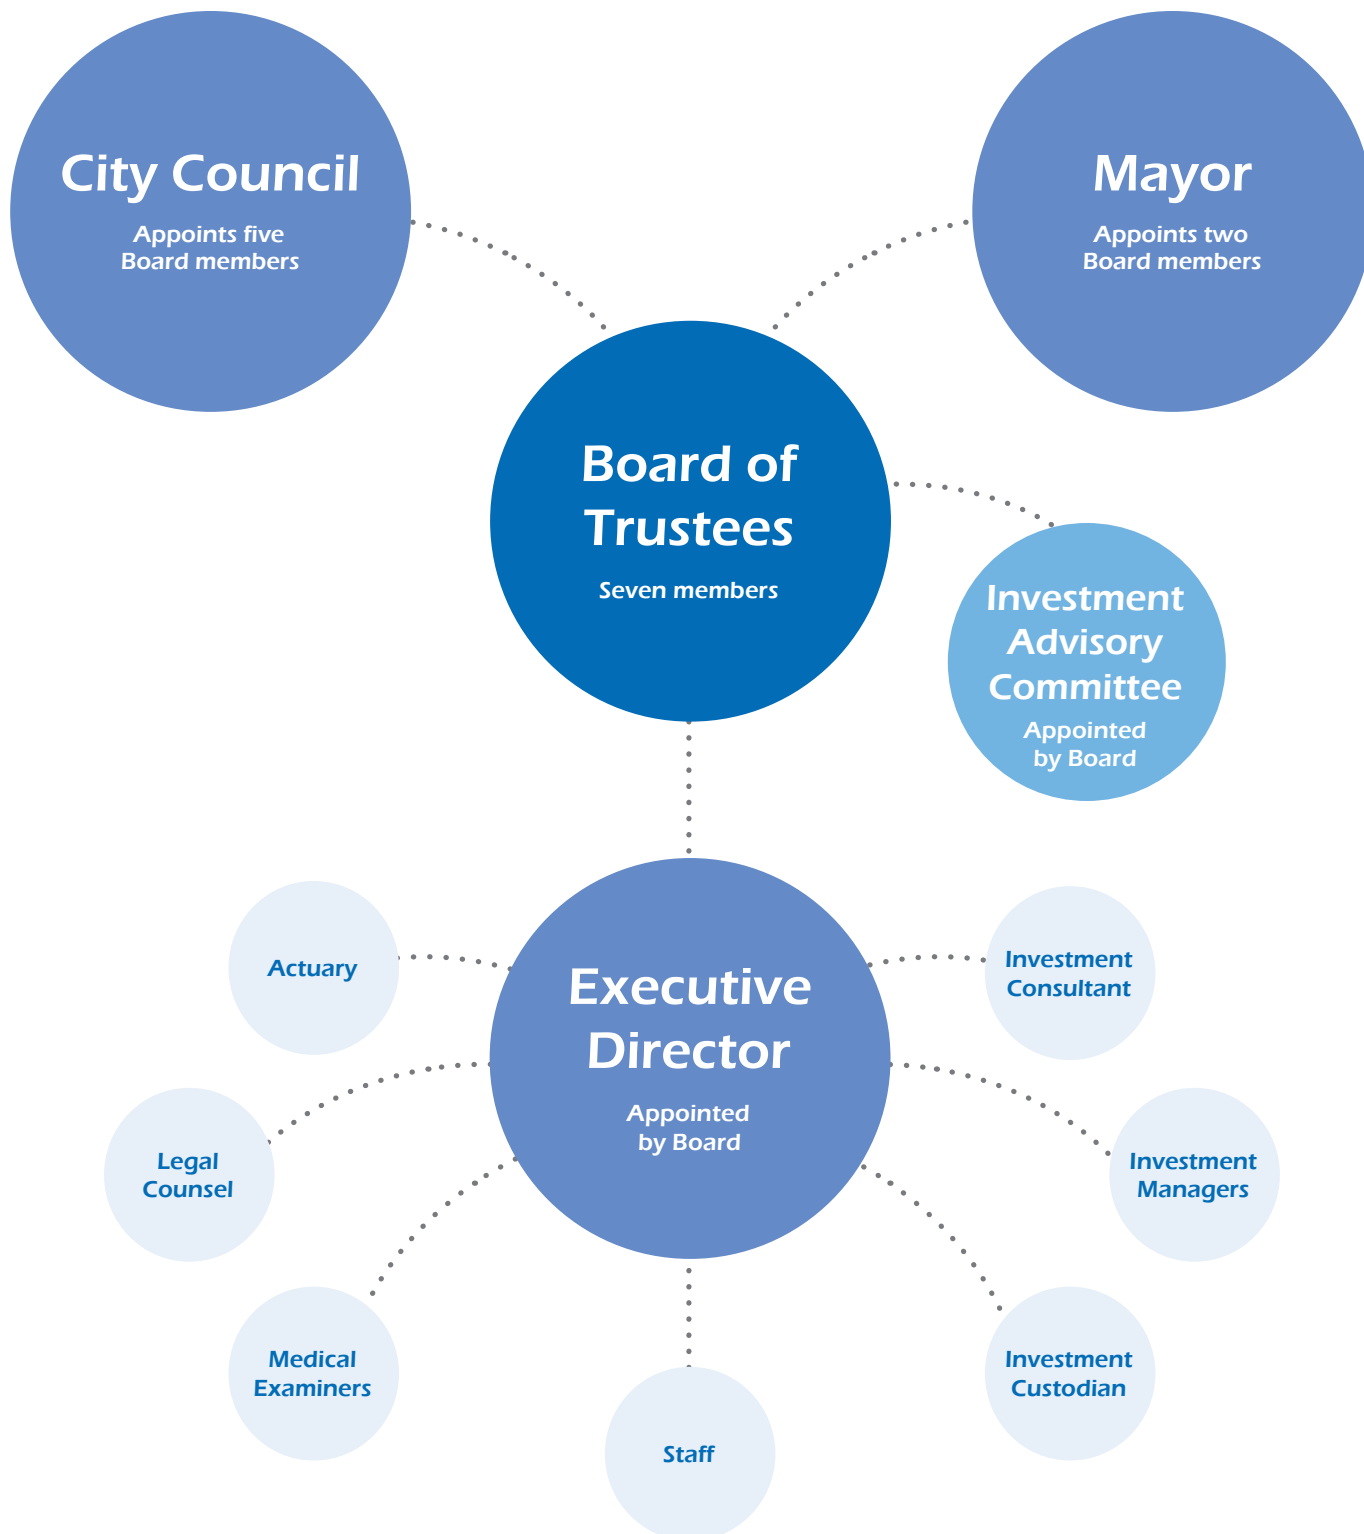 City Council
Appoints five
Board members
Mayor
Appoints two
Board members
Board of
Trustees
Seven members
Investment
Advisory
Committee
Appointed
by Board
Executive
Director
Appointed
by Board
Actuary
Investment
Consultant
Legal
Counsel
Investment
Managers
Medical
Examiners
Investment
Custodian
Staff